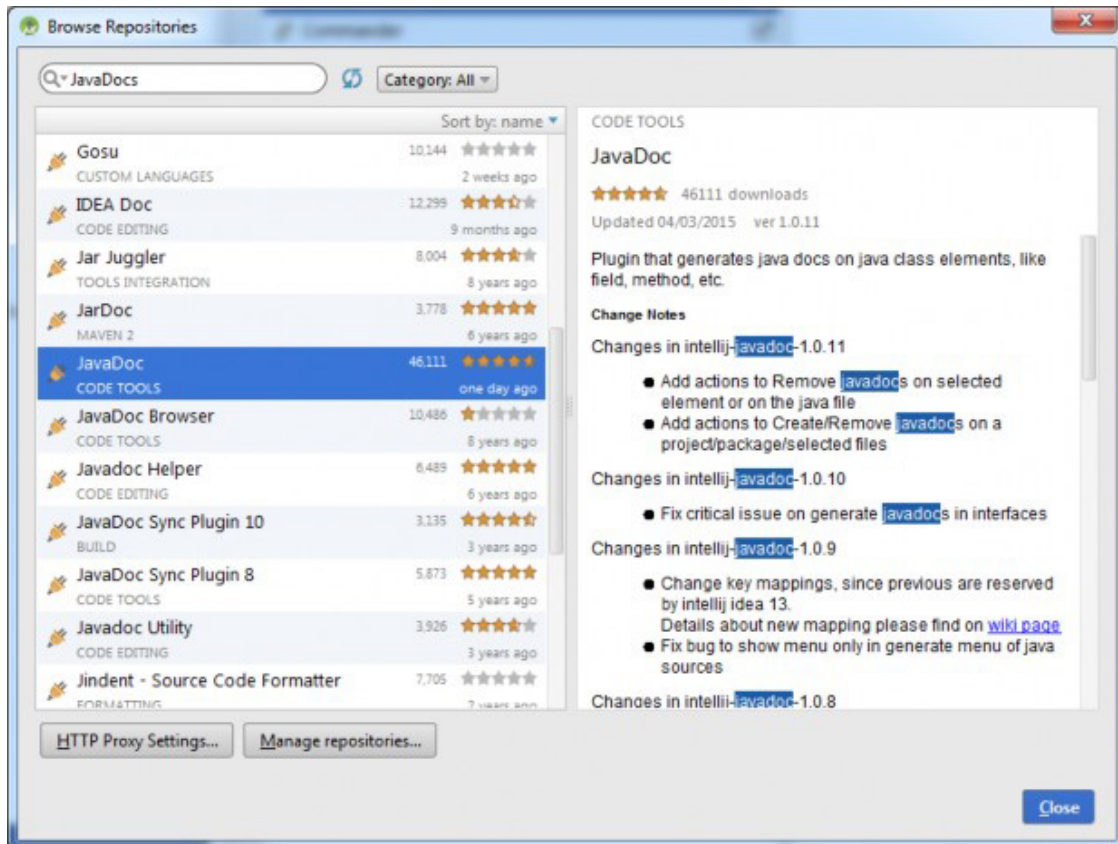 Browse Repositories
Commander
JavaDocs
Category: All
Sort by: name
Gosu 10,144
CUSTOM LANGUAGES 2 weeks ago
IDEA Doc 12,299
CODE EDITING 9 months ago
Jar Juggler 8,004
TOOLS INTEGRATION 8 years ago
JarDoc 3,778
MAVEN 2 6 years ago
JavaDoc 46,111
CODE TOOLS one day ago
JavaDoc Browser 10,486
CODE TOOLS 8 years ago
Javadoc Helper 6,489
CODE EDITING 6 years ago
JavaDoc Sync Plugin 10 3,135
BUILD 3 years ago
JavaDoc Sync Plugin 8 5,873
CODE TOOLS 5 years ago
Javadoc Utility 3,926
CODE EDITING 3 years ago
Jindent - Source Code Formatter 7,705
FORMATTING 2 years ago
CODE TOOLS
JavaDoc
46111 downloads
Updated 04/03/2015 ver 1.0.11
Plugin that generates java docs on java class elements, like
field, method, etc.
Change Notes
Changes in intellij-javadoc-1.0.11
Add actions to Remove javadocs on selected
element or on the java file
Add actions to Create/Remove javadocs on a
project/package/selected files
Changes in intellij-javadoc-1.0.10
Fix critical issue on generate javadocs in interfaces
Changes in intellij-javadoc-1.0.9
Change key mappings, since previous are reserved
by intellij idea 13.
Details about new mapping please find on wiki page
Fix bug to show menu only in generate menu of java
sources
Changes in intellij-javadoc-1.0.8
HTTP Proxy Settings...
Manage repositories...
Close